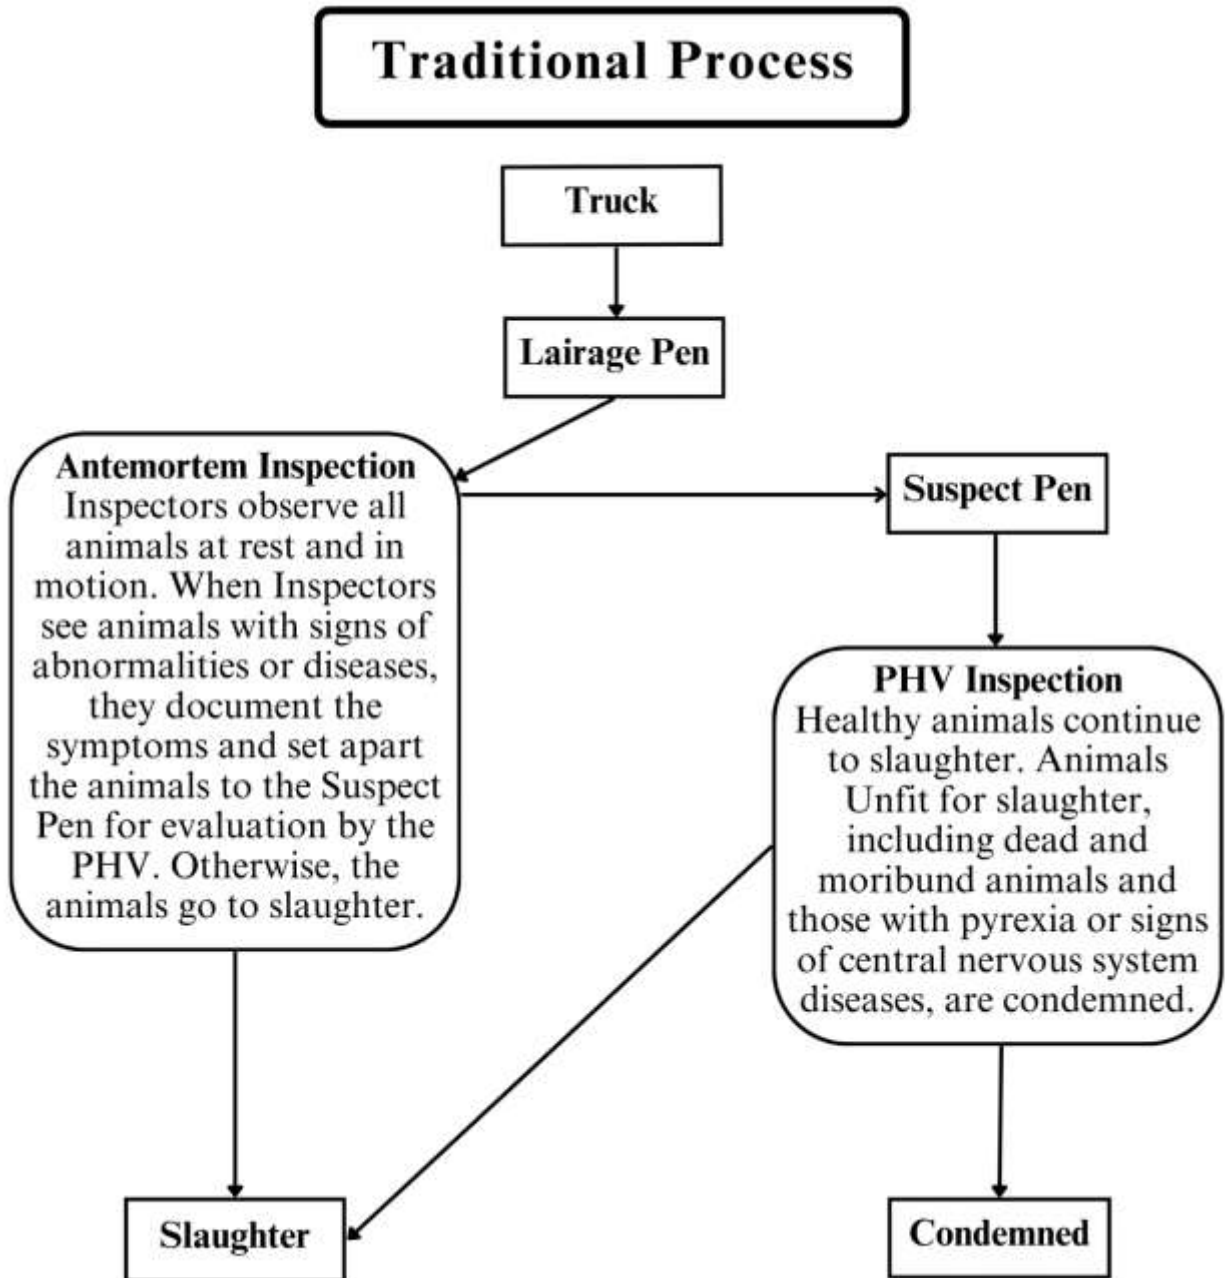 Traditional Process
Truck
Lairage Pen
Antemortem Inspection
Inspectors observe all
animals at rest and in
motion. When Inspectors
see animals with signs of
abnormalities or diseases,
they document the
symptoms and set apart
the animals to the Suspect
Pen for evaluation by the
PHV. Otherwise, the
animals go to slaughter.
Suspect Pen
PHV Inspection
Healthy animals continue
to slaughter. Animals
Unfit for slaughter,
including dead and
moribund animals and
those with pyrexia or signs
of central nervous system
diseases, are condemned.
Slaughter
Condemned